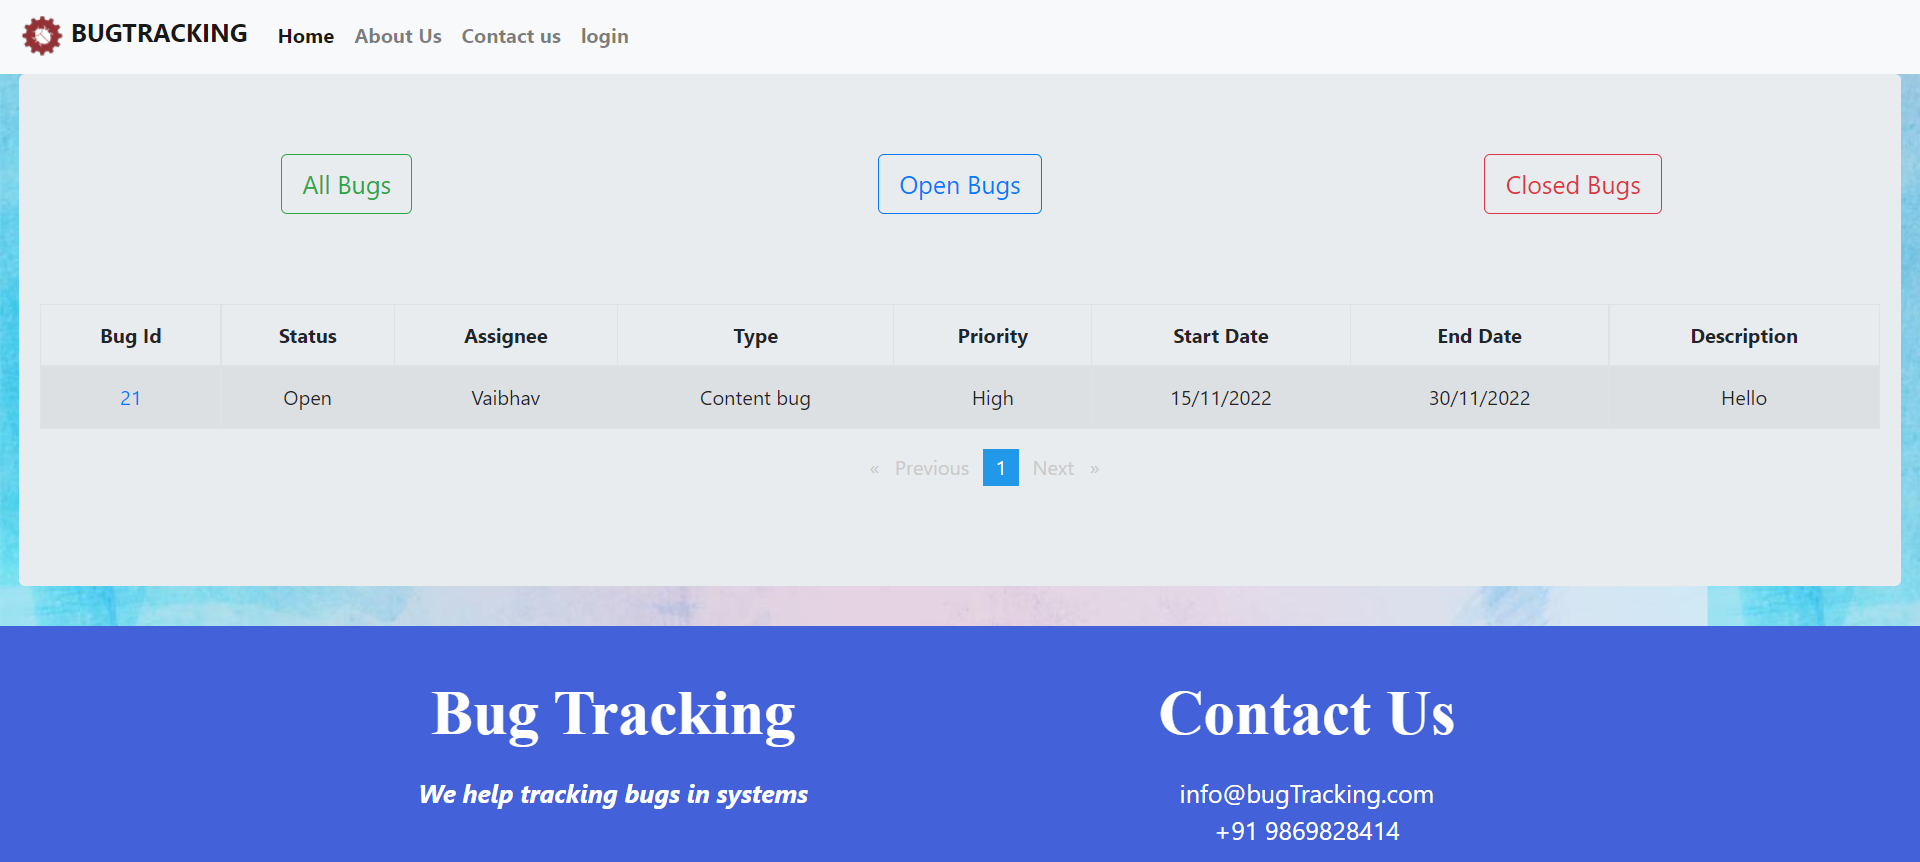 BUGTRACKING Home About Us Contact us login
All Bugs Open Bugs Closed Bugs
Bug Id Status Assignee Type Priority Start Date End Date Description
21 Open Vaibhav Content bug High 15/11/2022 30/11/2022 Hello
« Previous 1 Next »
Bug Tracking
We help tracking bugs in systems
Contact Us
info@bugTracking.com
+91 9869828414